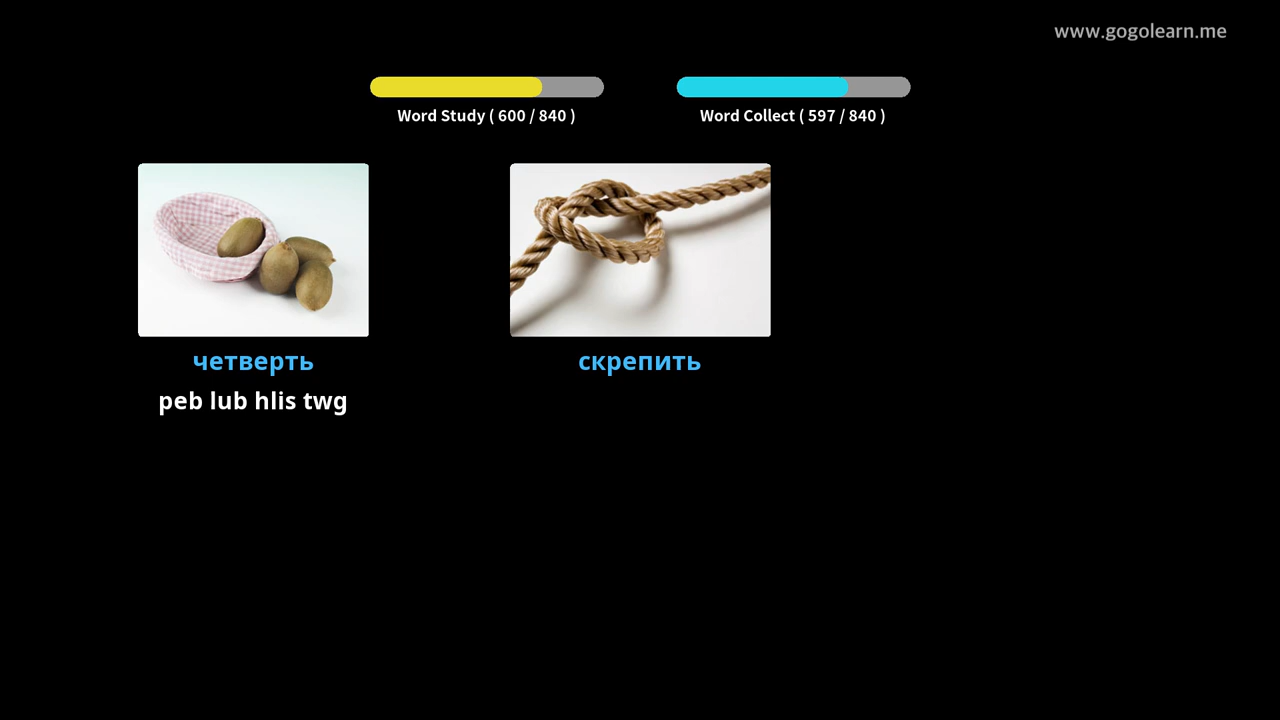 www.gogolearn.me
Word Study ( 600 / 840 )
Word Collect ( 597 / 840 )
четверть
peb lub hlis twg
скрепить